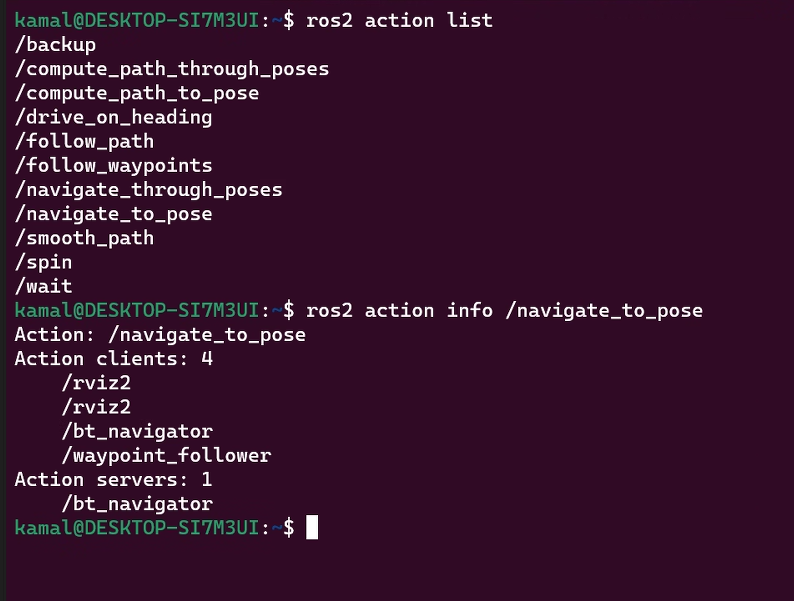 kamal@DESKTOP-SI7M3UI:~$ ros2 action list
/backup
/compute_path_through_poses
/compute_path_to_pose
/drive_on_heading
/follow_path
/follow_waypoints
/navigate_through_poses
/navigate_to_pose
/smooth_path
/spin
/wait
kamal@DESKTOP-SI7M3UI:~$ ros2 action info /navigate_to_pose
Action: /navigate_to_pose
Action clients: 4
    /rviz2
    /rviz2
    /bt_navigator
    /waypoint_follower
Action servers: 1
    /bt_navigator
kamal@DESKTOP-SI7M3UI:~$